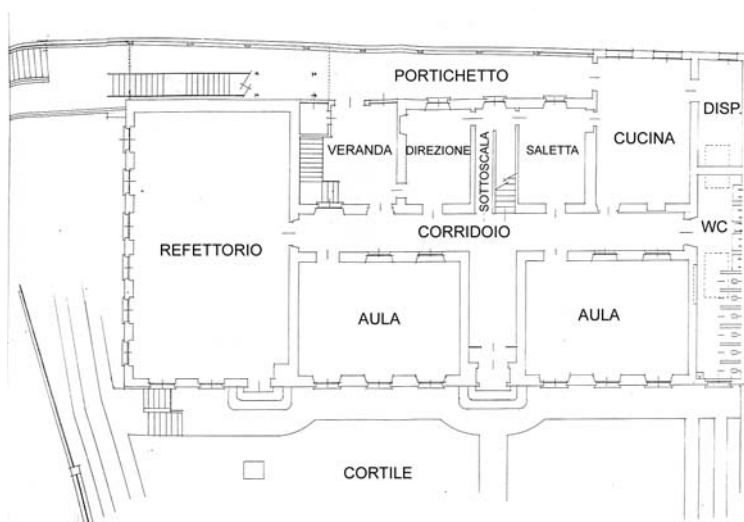 PORTICHETTO
DISP.
CUCINA
VERANDA
DIREZIONE
SOTTOSCALA
SALETTA
REFETTORIO
CORRIDOIO
WC
AULA
AULA
CORTILE